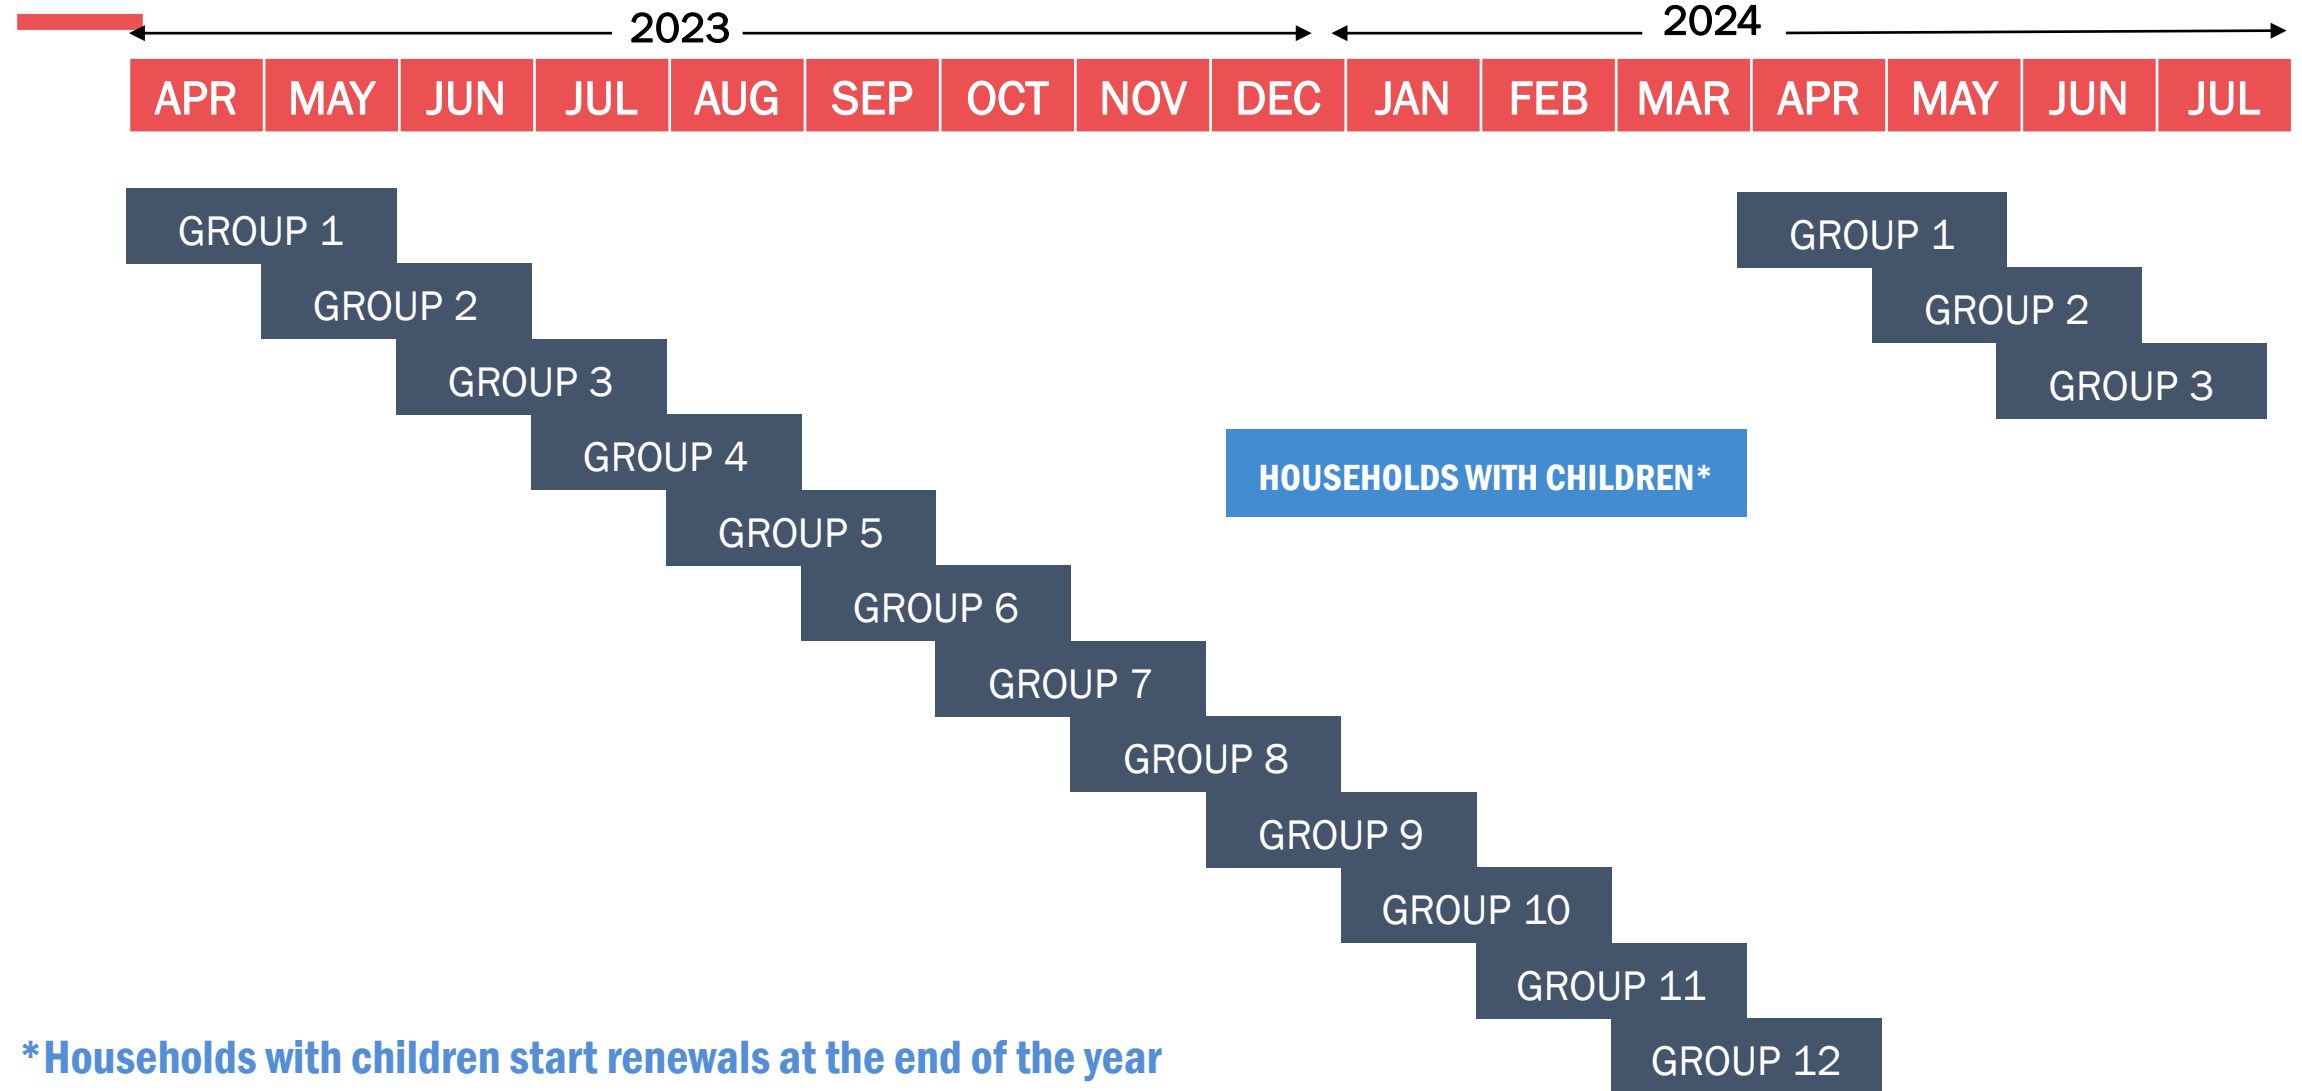 2023
2024
APR MAY JUN JUL AUG SEP OCT NOV DEC JAN FEB MAR APR MAY JUN JUL
GROUP 1
GROUP 1
GROUP 2
GROUP 2
GROUP 3
GROUP 3
GROUP 4
HOUSEHOLDS WITH CHILDREN*
GROUP 5
GROUP 6
GROUP 7
GROUP 8
GROUP 9
GROUP 10
GROUP 11
*Households with children start renewals at the end of the year
GROUP 12